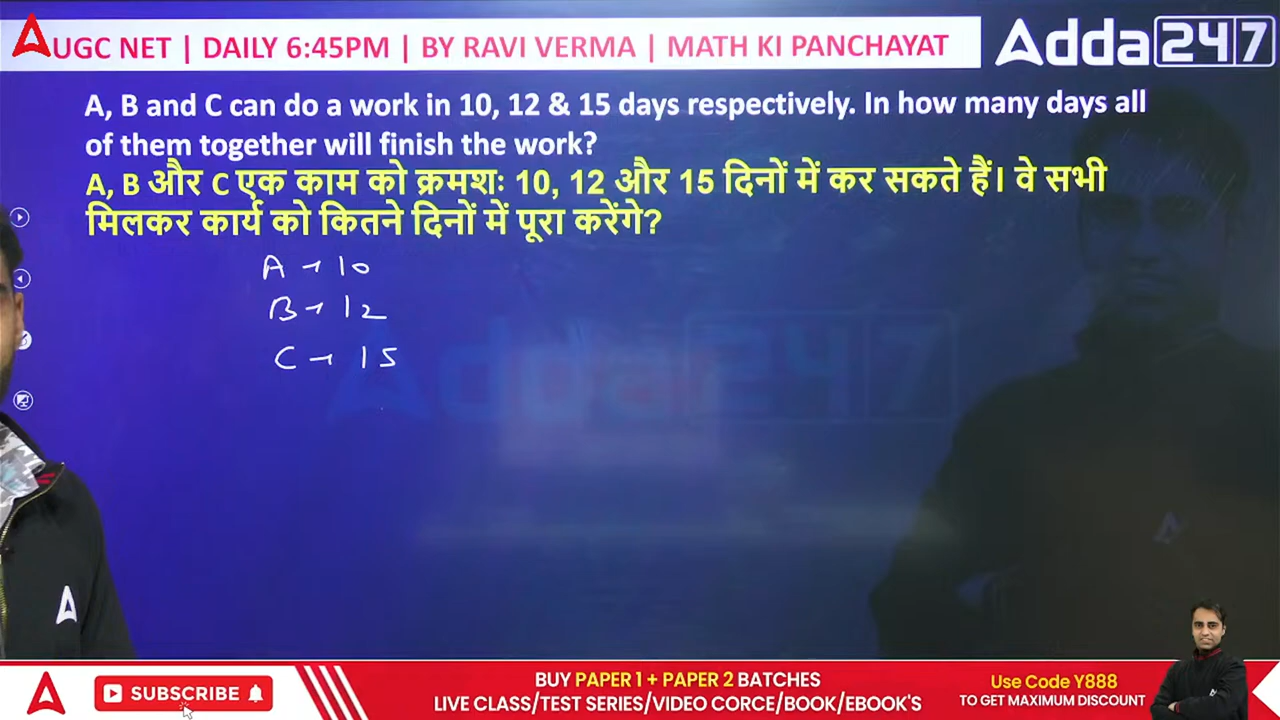 UGC NET | DAILY 6:45PM | BY RAVI VERMA | MATH KI PANCHAYAT
Adda247
A, B and C can do a work in 10, 12 & 15 days respectively. In how many days all
of them together will finish the work?
A, B और C एक काम को क्रमशः 10, 12 और 15 दिनों में कर सकते हैं। वे सभी
मिलकर कार्य को कितने दिनों में पूरा करेंगे?
A → 10
B → 12
C → 15
Adda247
SUBSCRIBE
BUY PAPER 1 + PAPER 2 BATCHES
LIVE CLASS/TEST SERIES/VIDEO CORCE/BOOK/EBOOK'S
Use Code Y888
TO GET MAXIMUM DISCOUNT